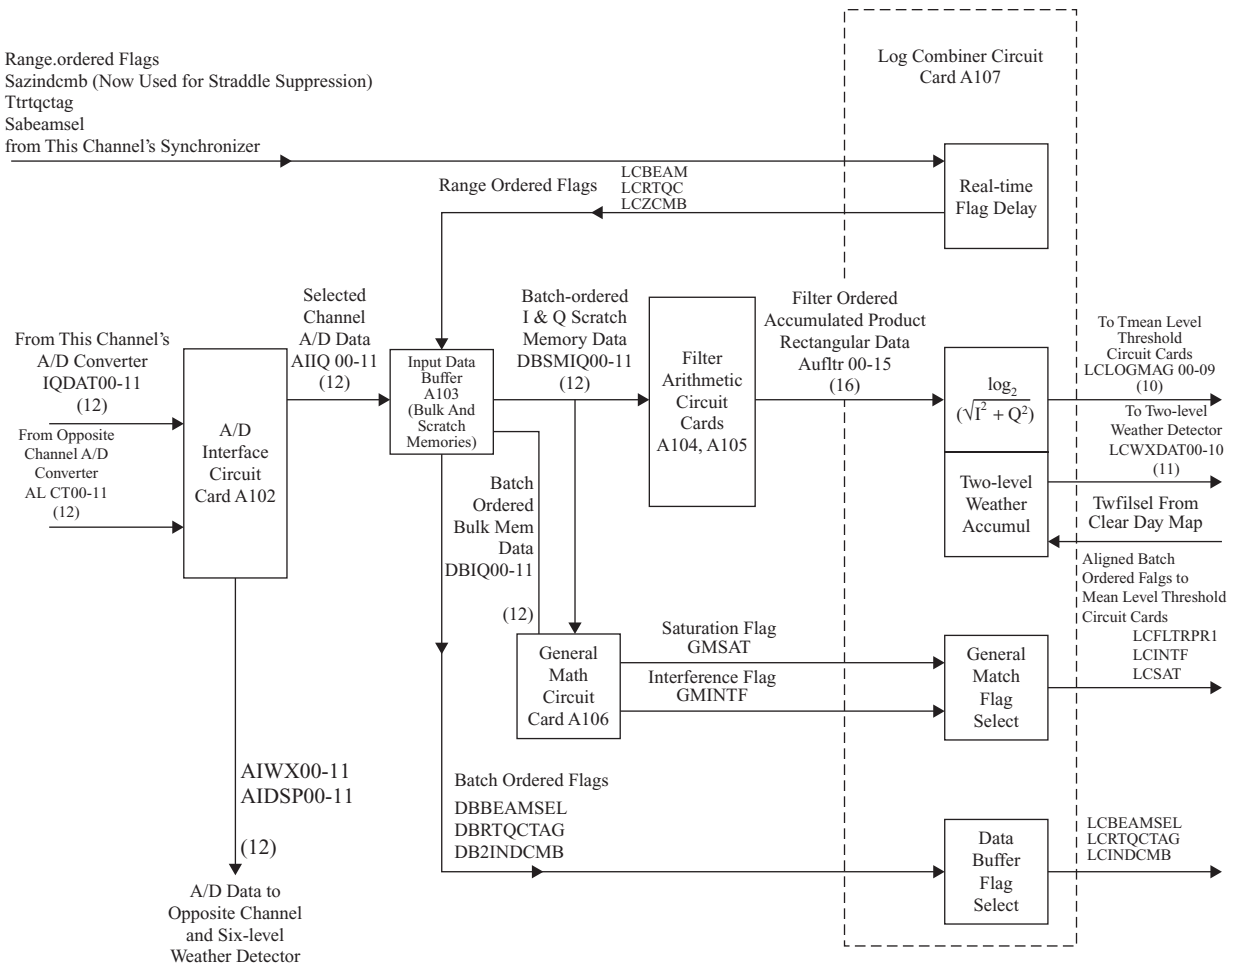 Range.ordered Flags
Sazindcmb (Now Used for Straddle Suppression)
Ttrtqctag
Sabeamsel
from This Channel's Synchronizer
Log Combiner Circuit
Card A107
Real-time
Flag Delay
Range Ordered Flags
LCBEAM
LCRTQC
LCZCMB
From This Channel's
A/D Converter
IQDAT00-11
(12)
From Opposite
Channel A/D
Converter
AL CT00-11
(12)
A/D
Interface
Circuit
Card A102
Selected
Channel
A/D Data
AIIQ 00-11
(12)
Input Data
Buffer
A103
(Bulk And
Scratch
Memories)
Batch-ordered
I & Q Scratch
Memory Data
DBSMIQ00-11
(12)
Filter
Arithmetic
Circuit
Cards
A104, A105
Filter Ordered
Accumulated Product
Rectangular Data
Aufltr 00-15
(16)
log2
(√I2 + Q2)
Two-level
Weather
Accumul
To Tmean Level
Threshold
Circuit Cards
LCLOGMAG 00-09
(10)
To Two-level
Weather Detector
LCWXDAT00-10
(11)
Twfilsel From
Clear Day Map
Aligned Batch
Ordered Falgs to
Mean Level Threshold
Circuit Cards
LCFLTRPR1
LCINTF
LCSAT
Batch
Ordered
Bulk Mem
Data
DBIQ00-11
(12)
General
Math
Circuit
Card A106
Saturation Flag
GMSAT
Interference Flag
GMINTF
General
Match
Flag
Select
AIWX00-11
AIDSP00-11
(12)
A/D Data to
Opposite Channel
and Six-level
Weather Detector
Batch Ordered Flags
DBBEAMSEL
DBRTQCTAG
DB2INDCMB
Data
Buffer
Flag
Select
LCBEAMSEL
LCRTQCTAG
LCINDCMB